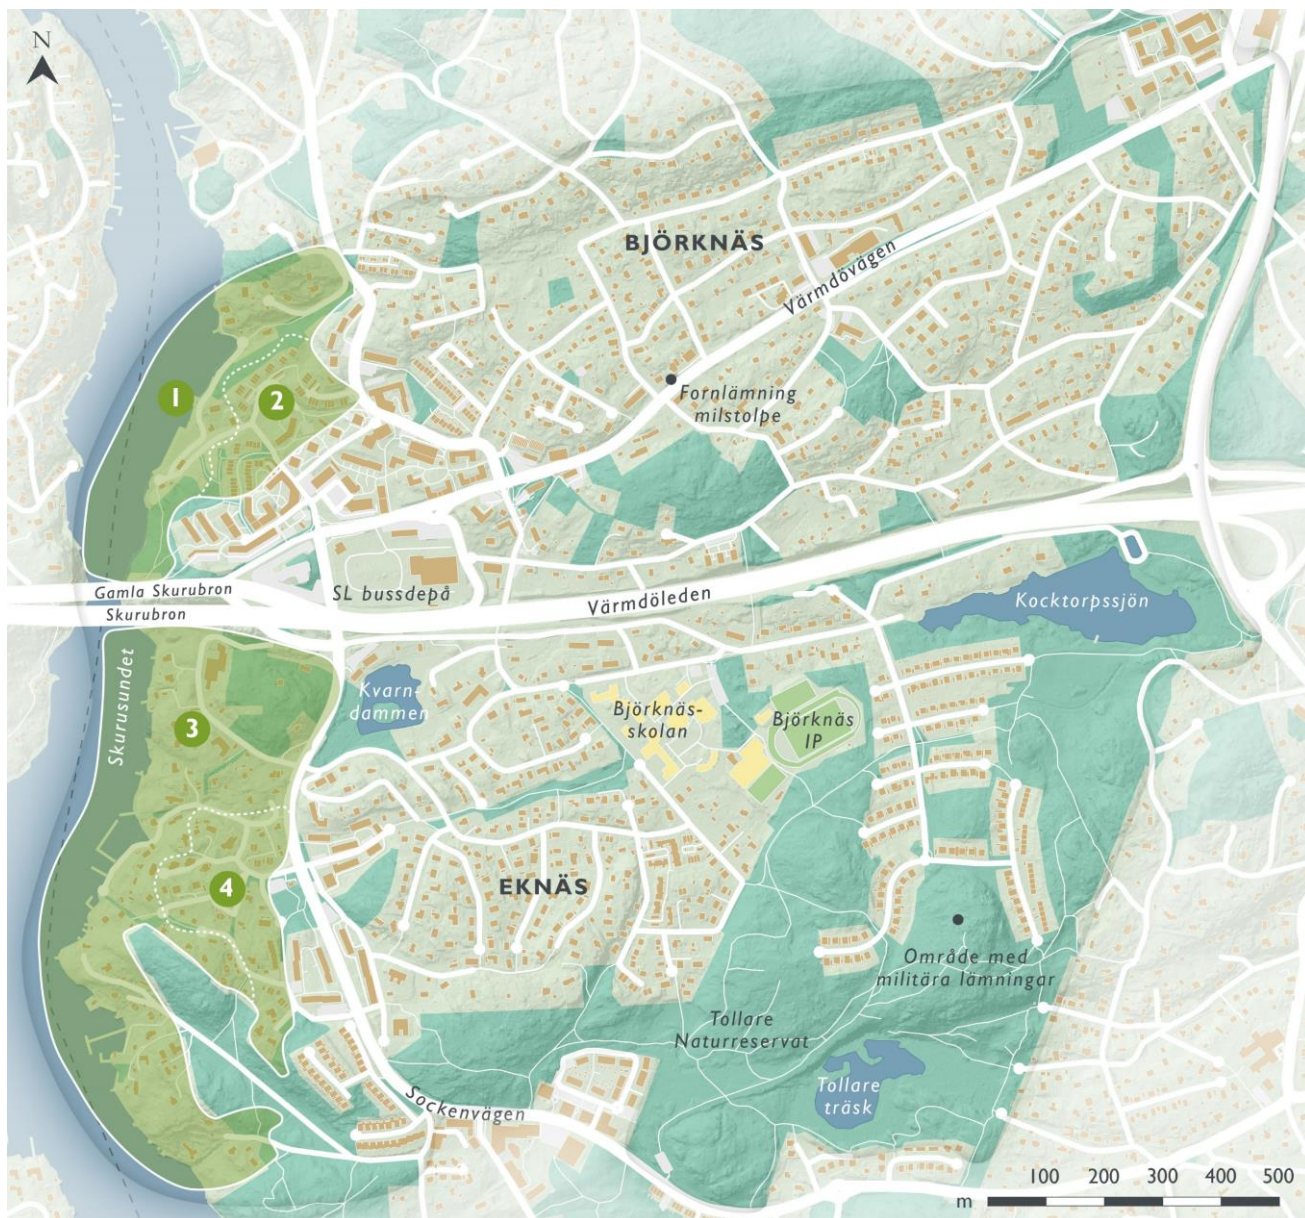 N
BJÖRKNÄS
Värmdövägen
Fornlämning
milstolpe
1
2
Gamla Skurubron
Skurubron
SL bussdepå
Värmdöleden
Kocktorpssjön
Skurusundet
Kvarn-
dammen
Björknäs-
skolan
Björknäs
IP
3
4
EKNÄS
Område med
militära lämningar
Tollare
Naturreservat
Tollare
träsk
Sockenvägen
m 100 200 300 400 500